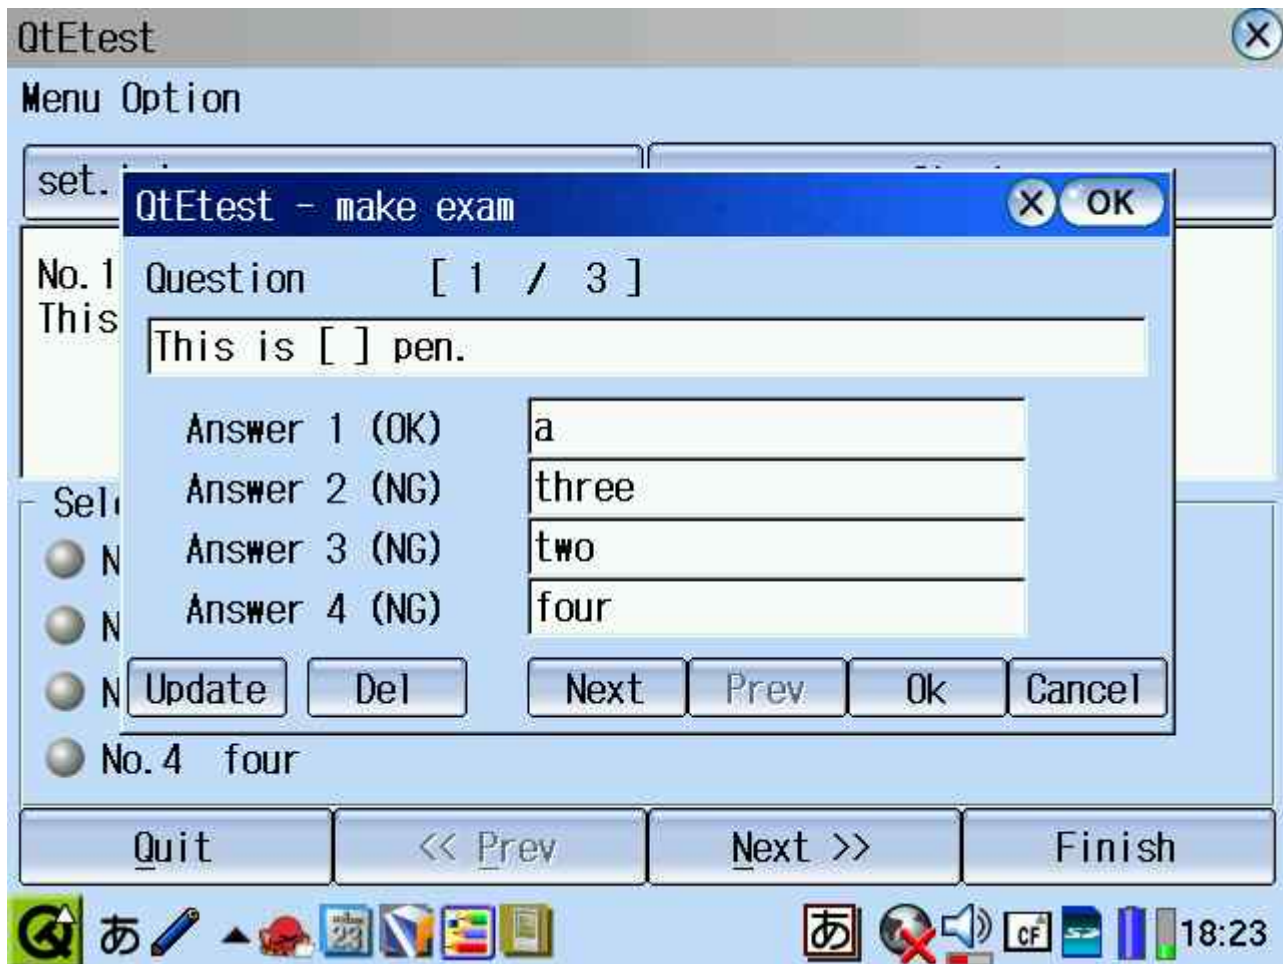 QtEtest
Menu Option
set.
QtEtest - make exam
OK
No.1
This
Question [ 1 / 3 ]
This is [ ] pen.
Answer 1 (OK) a
Answer 2 (NG) three
Answer 3 (NG) two
Answer 4 (NG) four
Update Del Next Prev Ok Cancel
No.4 four
Quit << Prev Next >> Finish
あ 23 あ CF SD 18:23